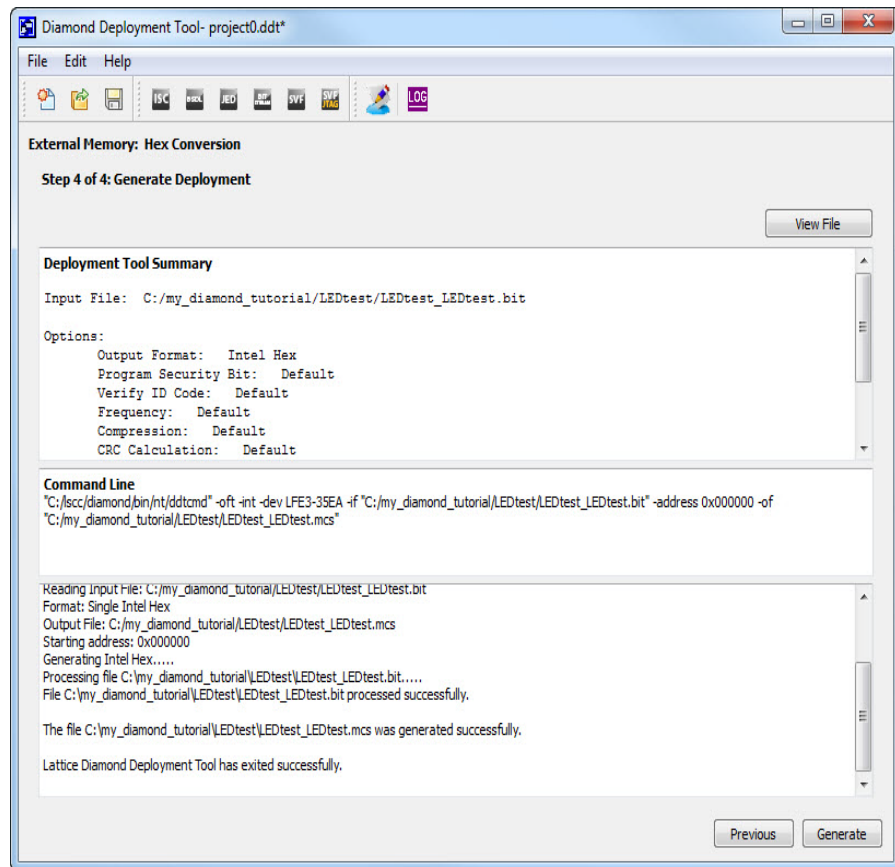 Diamond Deployment Tool- project0.ddt*
File Edit Help
ISC BSDL JED BIT STREAM SVF SVF JTAG LOG
External Memory: Hex Conversion
Step 4 of 4: Generate Deployment
View File
Deployment Tool Summary
Input File: C:/my_diamond_tutorial/LEDtest/LEDtest_LEDtest.bit
Options:
Output Format: Intel Hex
Program Security Bit: Default
Verify ID Code: Default
Frequency: Default
Compression: Default
CRC Calculation: Default
Command Line
"C:/lscc/diamond/bin/nt/ddtcmd" -oft -int -dev LFE3-35EA -if "C:/my_diamond_tutorial/LEDtest/LEDtest_LEDtest.bit" -address 0x000000 -of
"C:/my_diamond_tutorial/LEDtest/LEDtest_LEDtest.mcs"
Reading Input File: C:/my_diamond_tutorial/LEDtest/LEDtest_LEDtest.bit
Format: Single Intel Hex
Output File: C:/my_diamond_tutorial/LEDtest/LEDtest_LEDtest.mcs
Starting address: 0x000000
Generating Intel Hex.....
Processing file C:\my_diamond_tutorial\LEDtest\LEDtest_LEDtest.bit.....
File C:\my_diamond_tutorial\LEDtest\LEDtest_LEDtest.bit processed successfully.
The file C:\my_diamond_tutorial\LEDtest\LEDtest_LEDtest.mcs was generated successfully.
Lattice Diamond Deployment Tool has exited successfully.
Previous Generate